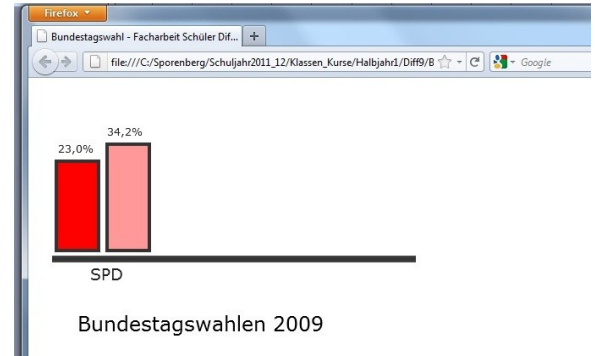 Firefox
Bundestagswahl - Facharbeit Schüler Dif...
file:///C:/Sporenberg/Schuljahr2011_12/Klassen_Kurse/Halbjahr1/Diff9/B
Google
34,2%
23,0%
SPD
Bundestagswahlen 2009